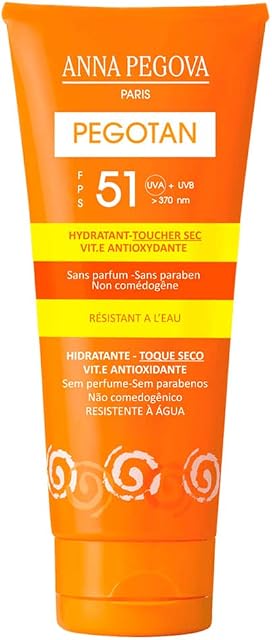 ANNA PEGOVA
PARIS
PEGOTAN
FPS 51 UVA + UVB
> 370 nm
HYDRATANT-TOUCHER SEC
VIT.E ANTIOXYDANTE
Sans parfum -Sans paraben
Non comédogène
RÉSISTANT A L'EAU
HIDRATANTE - TOQUE SECO
VIT.E ANTIOXIDANTE
Sem perfume-Sem parabenos
Não comedogênico
RESISTENTE À ÁGUA